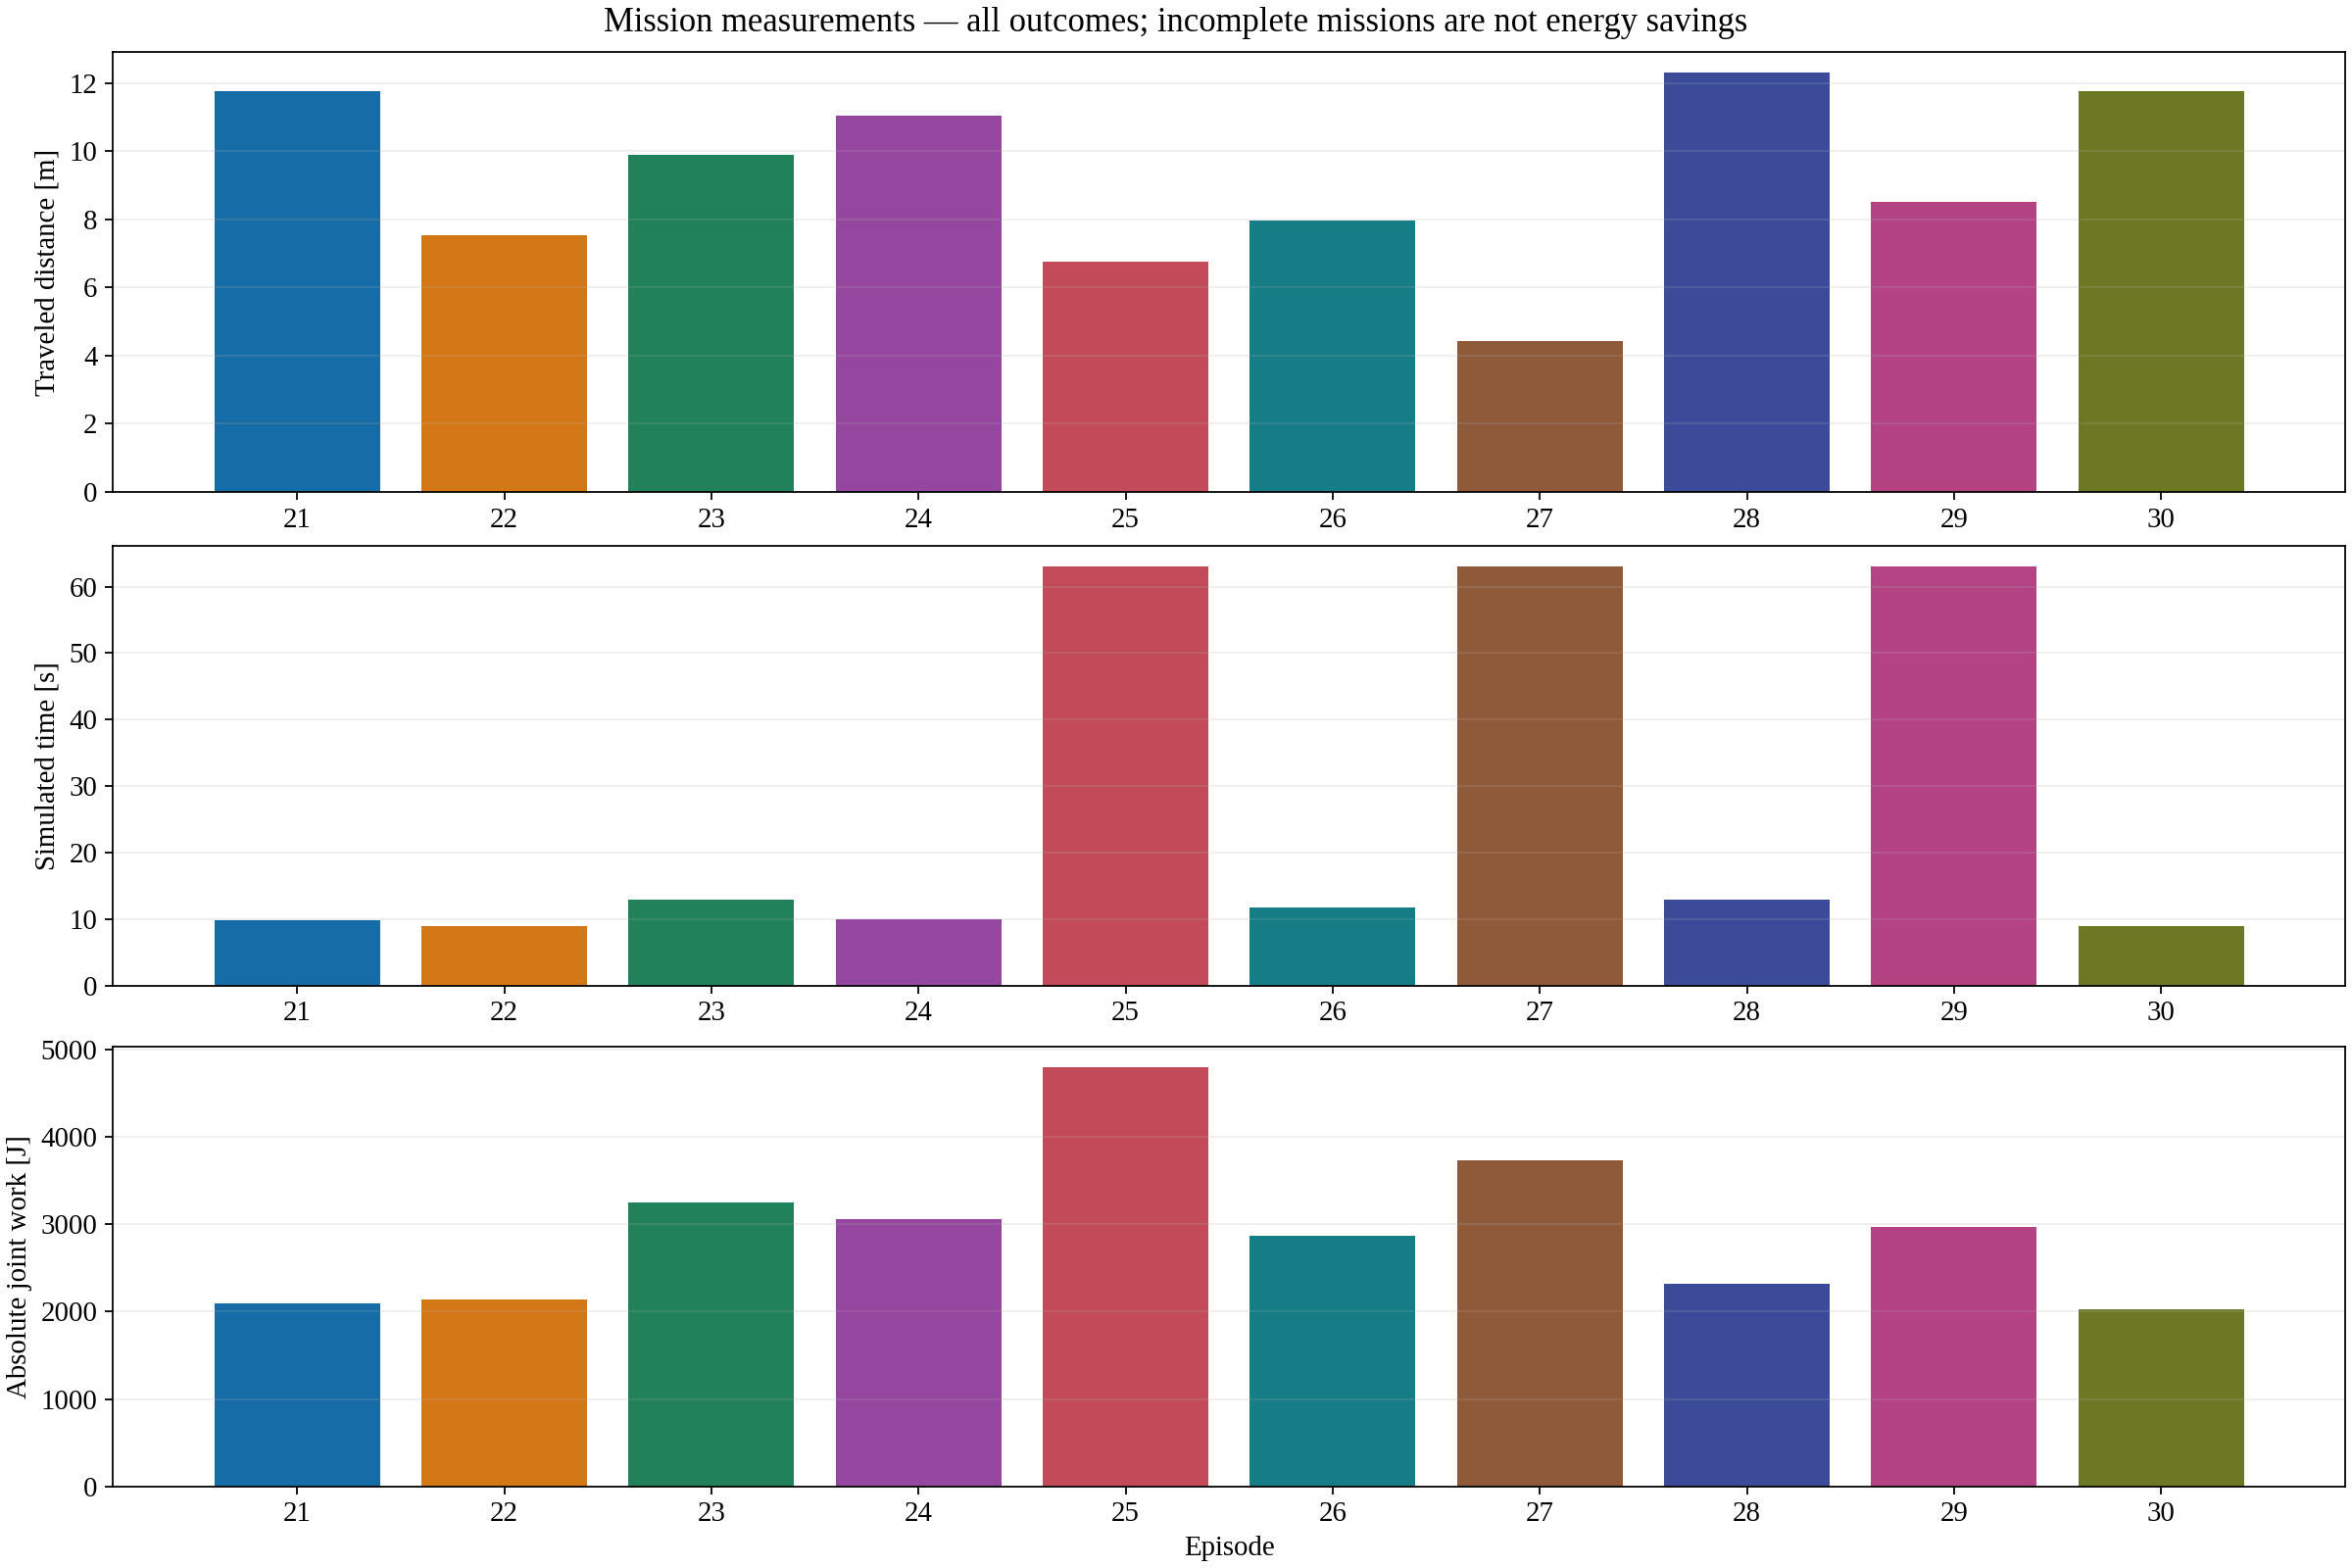 Mission measurements — all outcomes; incomplete missions are not energy savings
Traveled distance [m]
12
10
8
6
4
2
0
21 22 23 24 25 26 27 28 29 30
Simulated time [s]
60
50
40
30
20
10
0
21 22 23 24 25 26 27 28 29 30
Absolute joint work [J]
5000
4000
3000
2000
1000
0
21 22 23 24 25 26 27 28 29 30
Episode